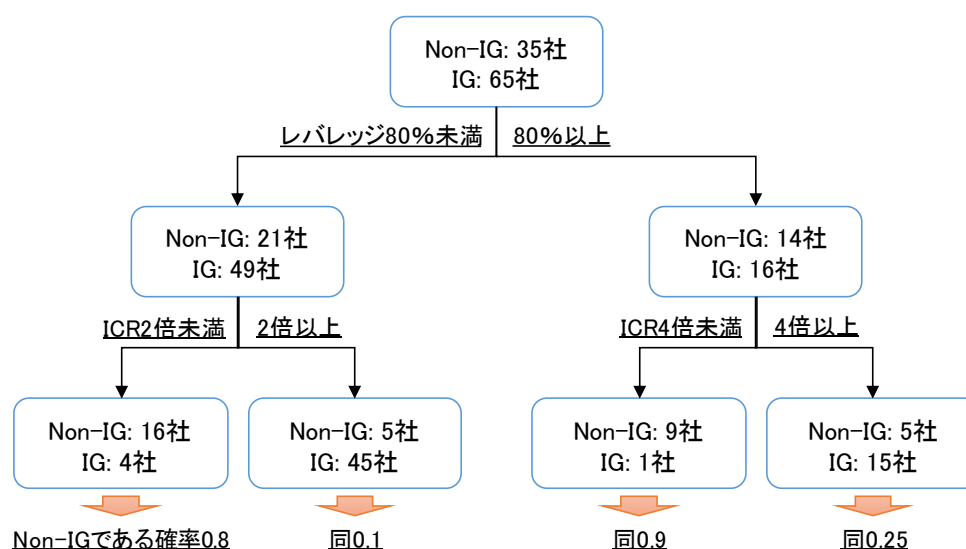 Non-IG: 35社
IG: 65社
レバレッジ80%未満 80%以上
Non-IG: 21社
IG: 49社
Non-IG: 14社
IG: 16社
ICR2倍未満 2倍以上
ICR4倍未満 4倍以上
Non-IG: 16社
IG: 4社
Non-IG: 5社
IG: 45社
Non-IG: 9社
IG: 1社
Non-IG: 5社
IG: 15社
Non-IGである確率0.8
同0.1
同0.9
同0.25